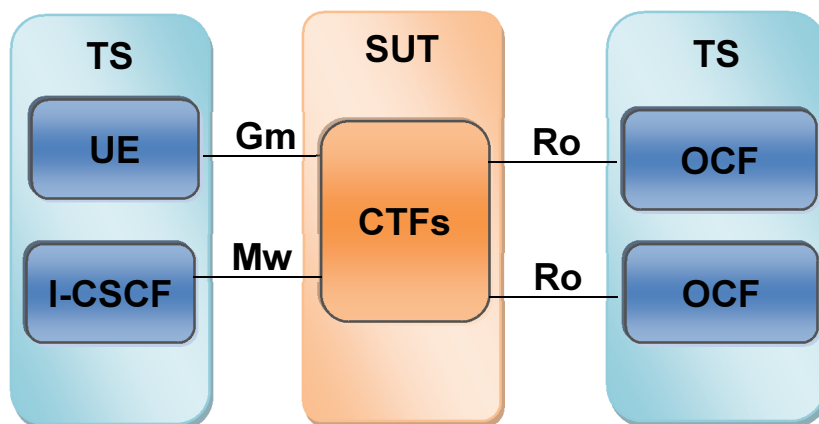 TS
SUT
TS
UE
Gm
CTFs
Ro
OCF
I-CSCF
Mw
Ro
OCF